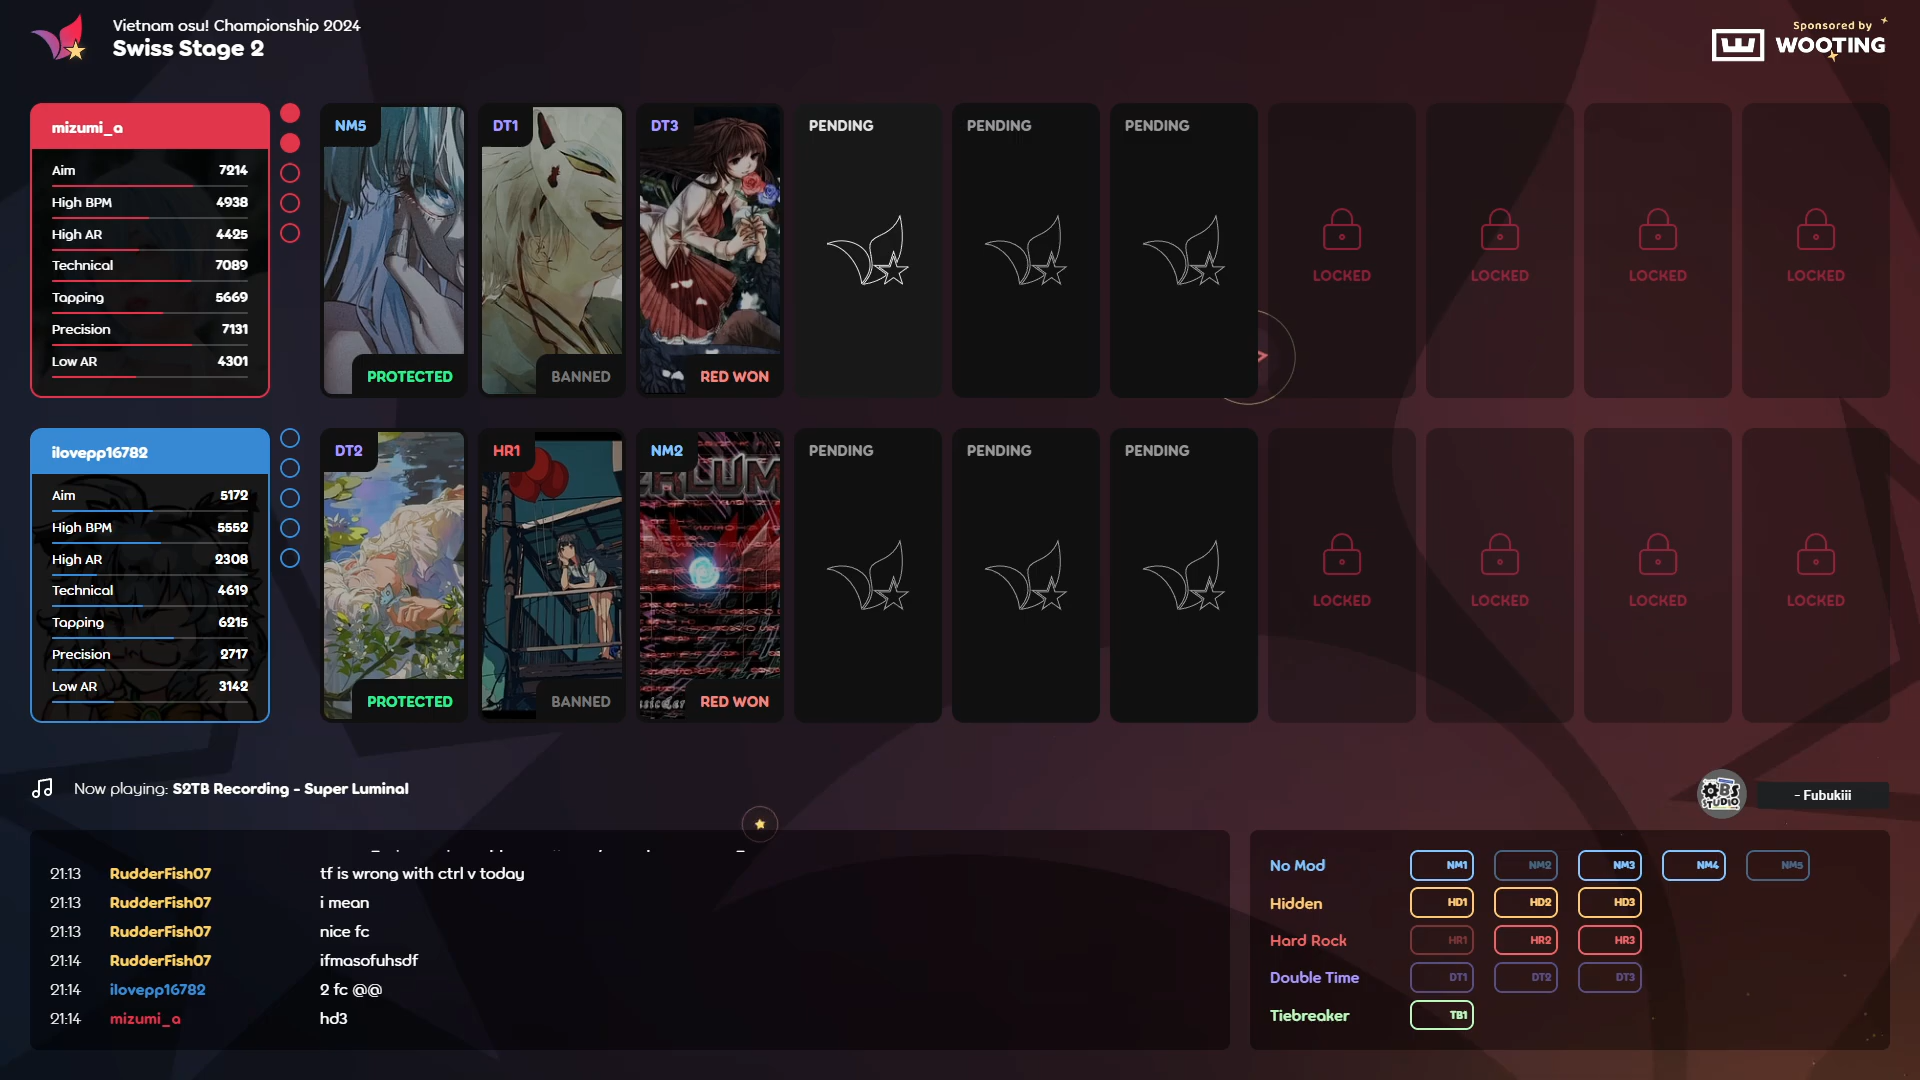 Vietnam osu! Championship 2024
Swiss Stage 2
Sponsored by
WOOTING
mizumi_a
Aim 7214
High BPM 4938
High AR 4425
Technical 7089
Tapping 5669
Precision 7131
Low AR 4301
NM5
PROTECTED
DT1
BANNED
DT3
RED WON
PENDING
PENDING
PENDING
LOCKED
LOCKED
LOCKED
LOCKED
ilovepp16782
Aim 5172
High BPM 5552
High AR 2308
Technical 4619
Tapping 6215
Precision 2717
Low AR 3142
DT2
PROTECTED
HR1
BANNED
NM2
RED WON
PENDING
PENDING
PENDING
LOCKED
LOCKED
LOCKED
LOCKED
Now playing: S2TB Recording - Super Luminal
OBS
STUDIO
- Fubukiii
21:13 RudderFish07 tf is wrong with ctrl v today
21:13 RudderFish07 i mean
21:13 RudderFish07 nice fc
21:14 RudderFish07 ifmasofuhsdf
21:14 ilovepp16782 2 fc @@
21:14 mizumi_a hd3
No Mod NM1 NM2 NM3 NM4 NM5
Hidden HD1 HD2 HD3
Hard Rock HR1 HR2 HR3
Double Time DT1 DT2 DT3
Tiebreaker TB1